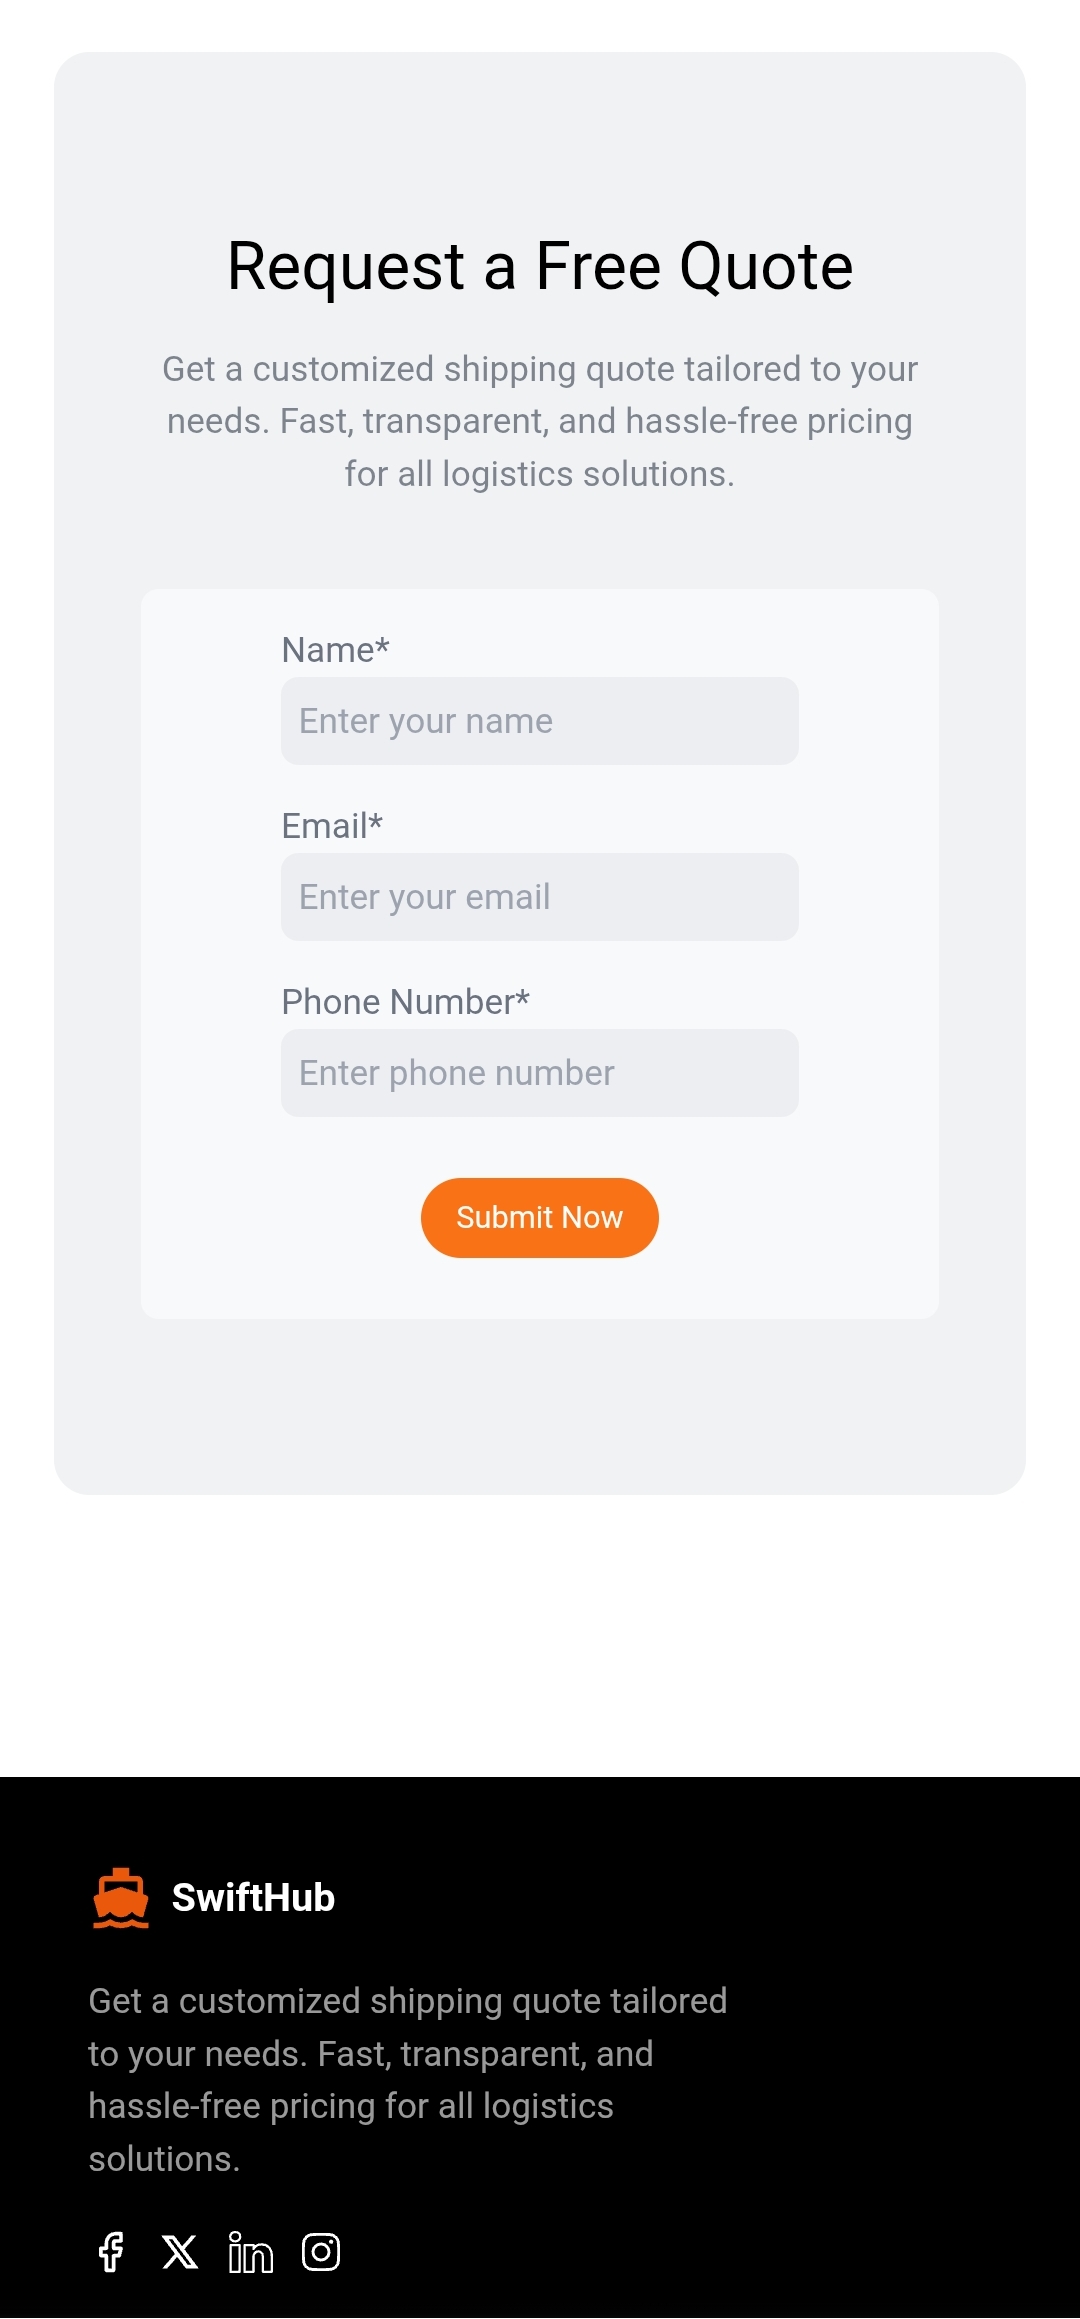 Request a Free Quote
Get a customized shipping quote tailored to your
needs. Fast, transparent, and hassle-free pricing
for all logistics solutions.
Name*
Enter your name
Email*
Enter your email
Phone Number*
Enter phone number
Submit Now
SwiftHub
Get a customized shipping quote tailored
to your needs. Fast, transparent, and
hassle-free pricing for all logistics
solutions.